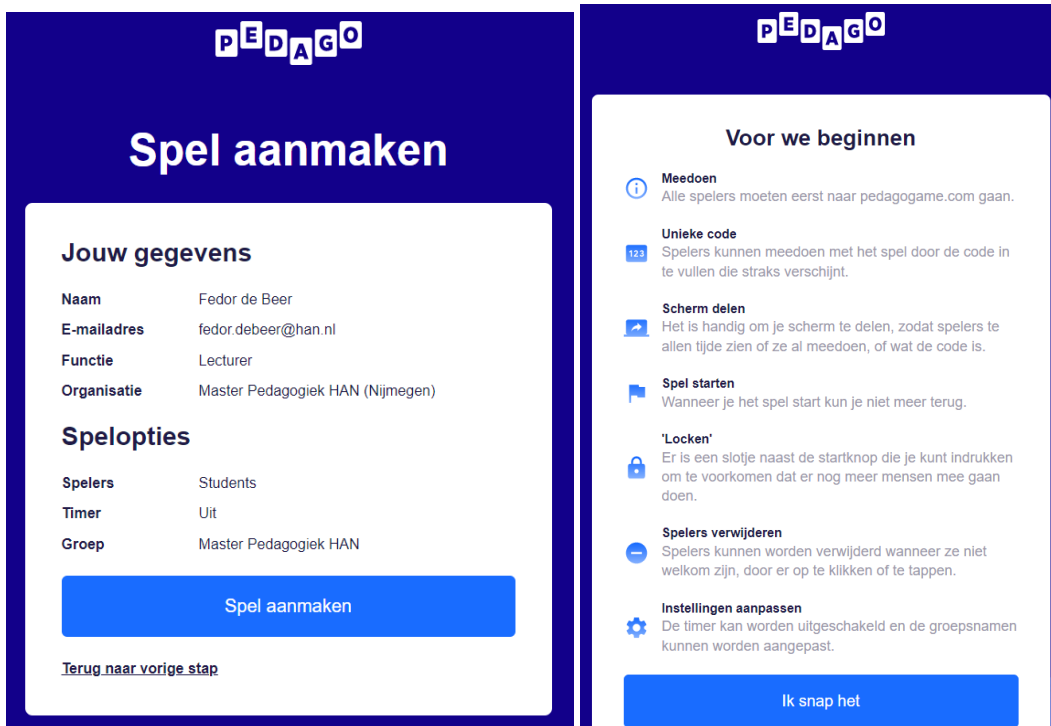 PEDAGO
Spel aanmaken
Jouw gegevens
Naam Fedor de Beer
E-mailadres fedor.debeer@han.nl
Functie Lecturer
Organisatie Master Pedagogiek HAN (Nijmegen)
Spelopties
Spelers Students
Timer Uit
Groep Master Pedagogiek HAN
Spel aanmaken
Terug naar vorige stap
PEDAGO
Voor we beginnen
Meedoen
Alle spelers moeten eerst naar pedagogame.com gaan.
Unieke code
123
Spelers kunnen meedoen met het spel door de code in
te vullen die straks verschijnt.
Scherm delen
Het is handig om je scherm te delen, zodat spelers te
allen tijde zien of ze al meedoen, of wat de code is.
Spel starten
Wanneer je het spel start kun je niet meer terug.
'Locken'
Er is een slotje naast de startknop die je kunt indrukken
om te voorkomen dat er nog meer mensen mee gaan
doen.
Spelers verwijderen
Spelers kunnen worden verwijderd wanneer ze niet
welkom zijn, door er op te klikken of te tappen.
Instellingen aanpassen
De timer kan worden uitgeschakeld en de groepsnamen
kunnen worden aangepast.
Ik snap het